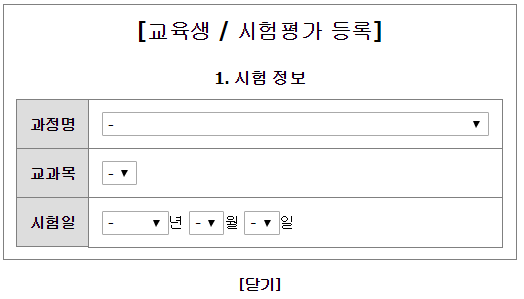 [교육생 / 시험평가 등록]
1. 시험 정보
과정명 -
교과목 -
시험일 - 년 - 월 - 일
[닫기]